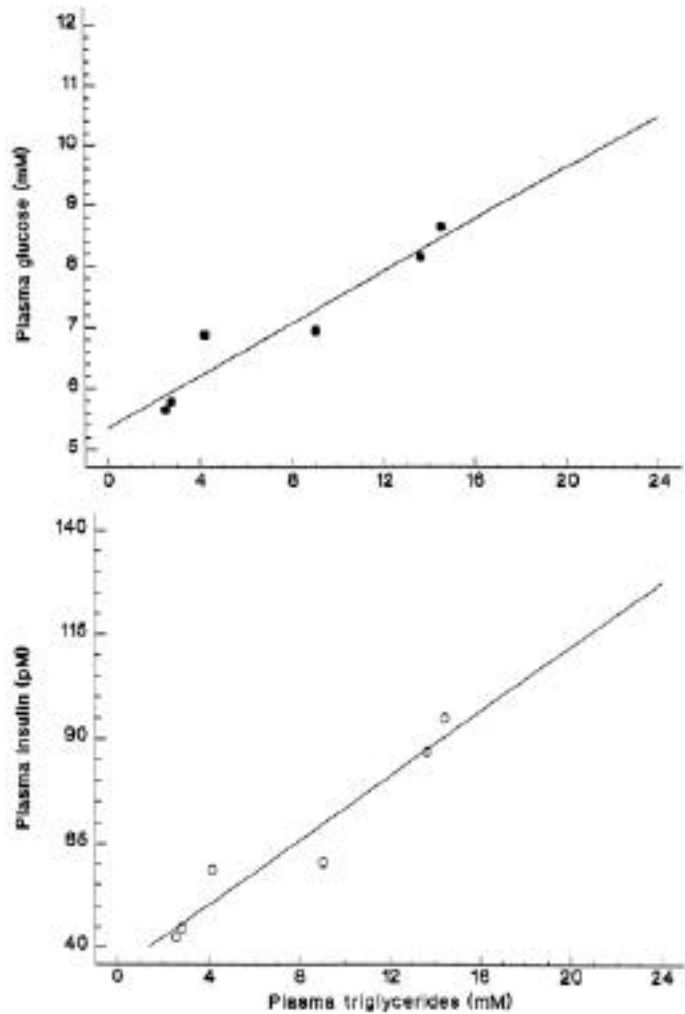 12
11
10
9
8
7
6
5
Plasma glucose (mM)
0 4 8 12 16 20 24
140
115
90
65
40
Plasma insulin (pM)
0 4 8 12 16 20 24
Plasma triglycerides (mM)